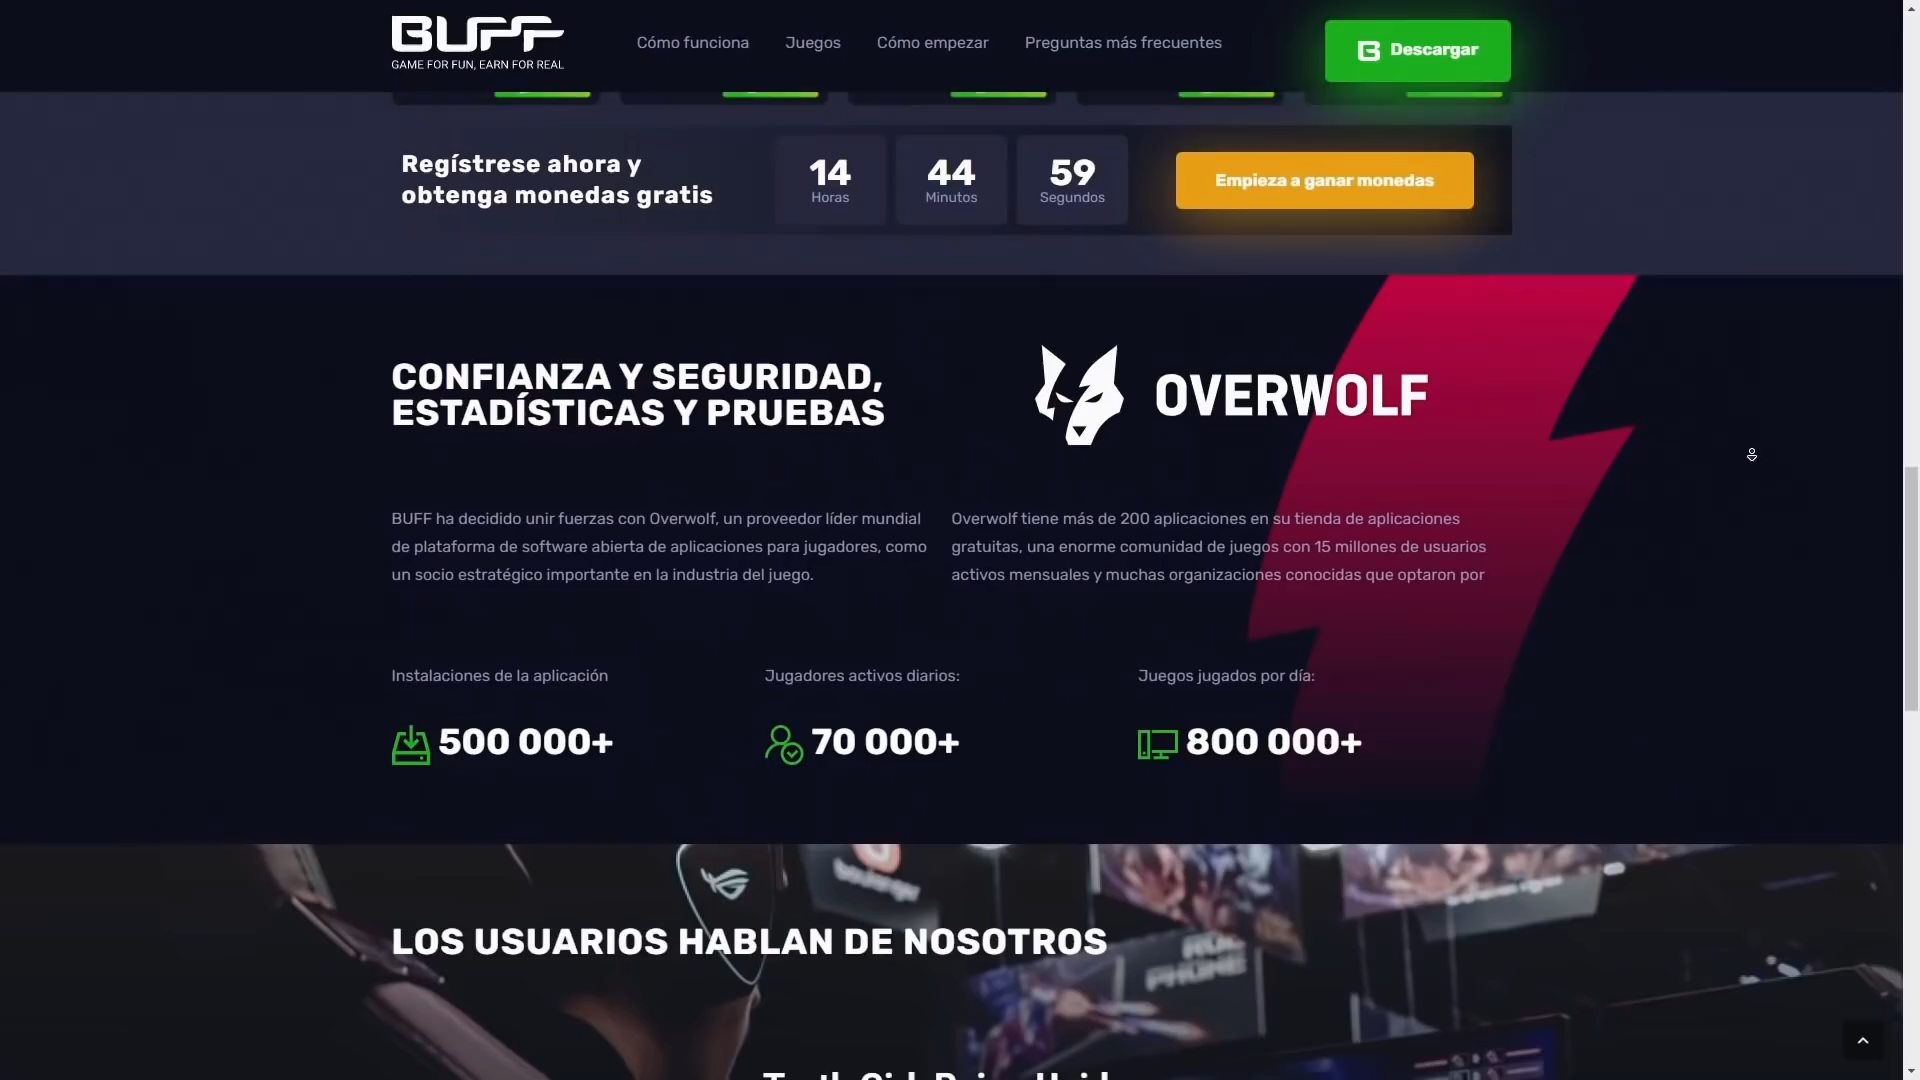 BUFF
GAME FOR FUN, EARN FOR REAL
Cómo funciona
Juegos
Cómo empezar
Preguntas más frecuentes
Descargar
Regístrese ahora y
obtenga monedas gratis
14
Horas
44
Minutos
59
Segundos
Empieza a ganar monedas
CONFIANZA Y SEGURIDAD,
ESTADÍSTICAS Y PRUEBAS
OVERWOLF
BUFF ha decidido unir fuerzas con Overwolf, un proveedor líder mundial
de plataforma de software abierta de aplicaciones para jugadores, como
un socio estratégico importante en la industria del juego.
Overwolf tiene más de 200 aplicaciones en su tienda de aplicaciones
gratuitas, una enorme comunidad de juegos con 15 millones de usuarios
activos mensuales y muchas organizaciones conocidas que optaron por
Instalaciones de la aplicación
500 000+
Jugadores activos diarios:
70 000+
Juegos jugados por día:
800 000+
LOS USUARIOS HABLAN DE NOSOTROS
PHONE